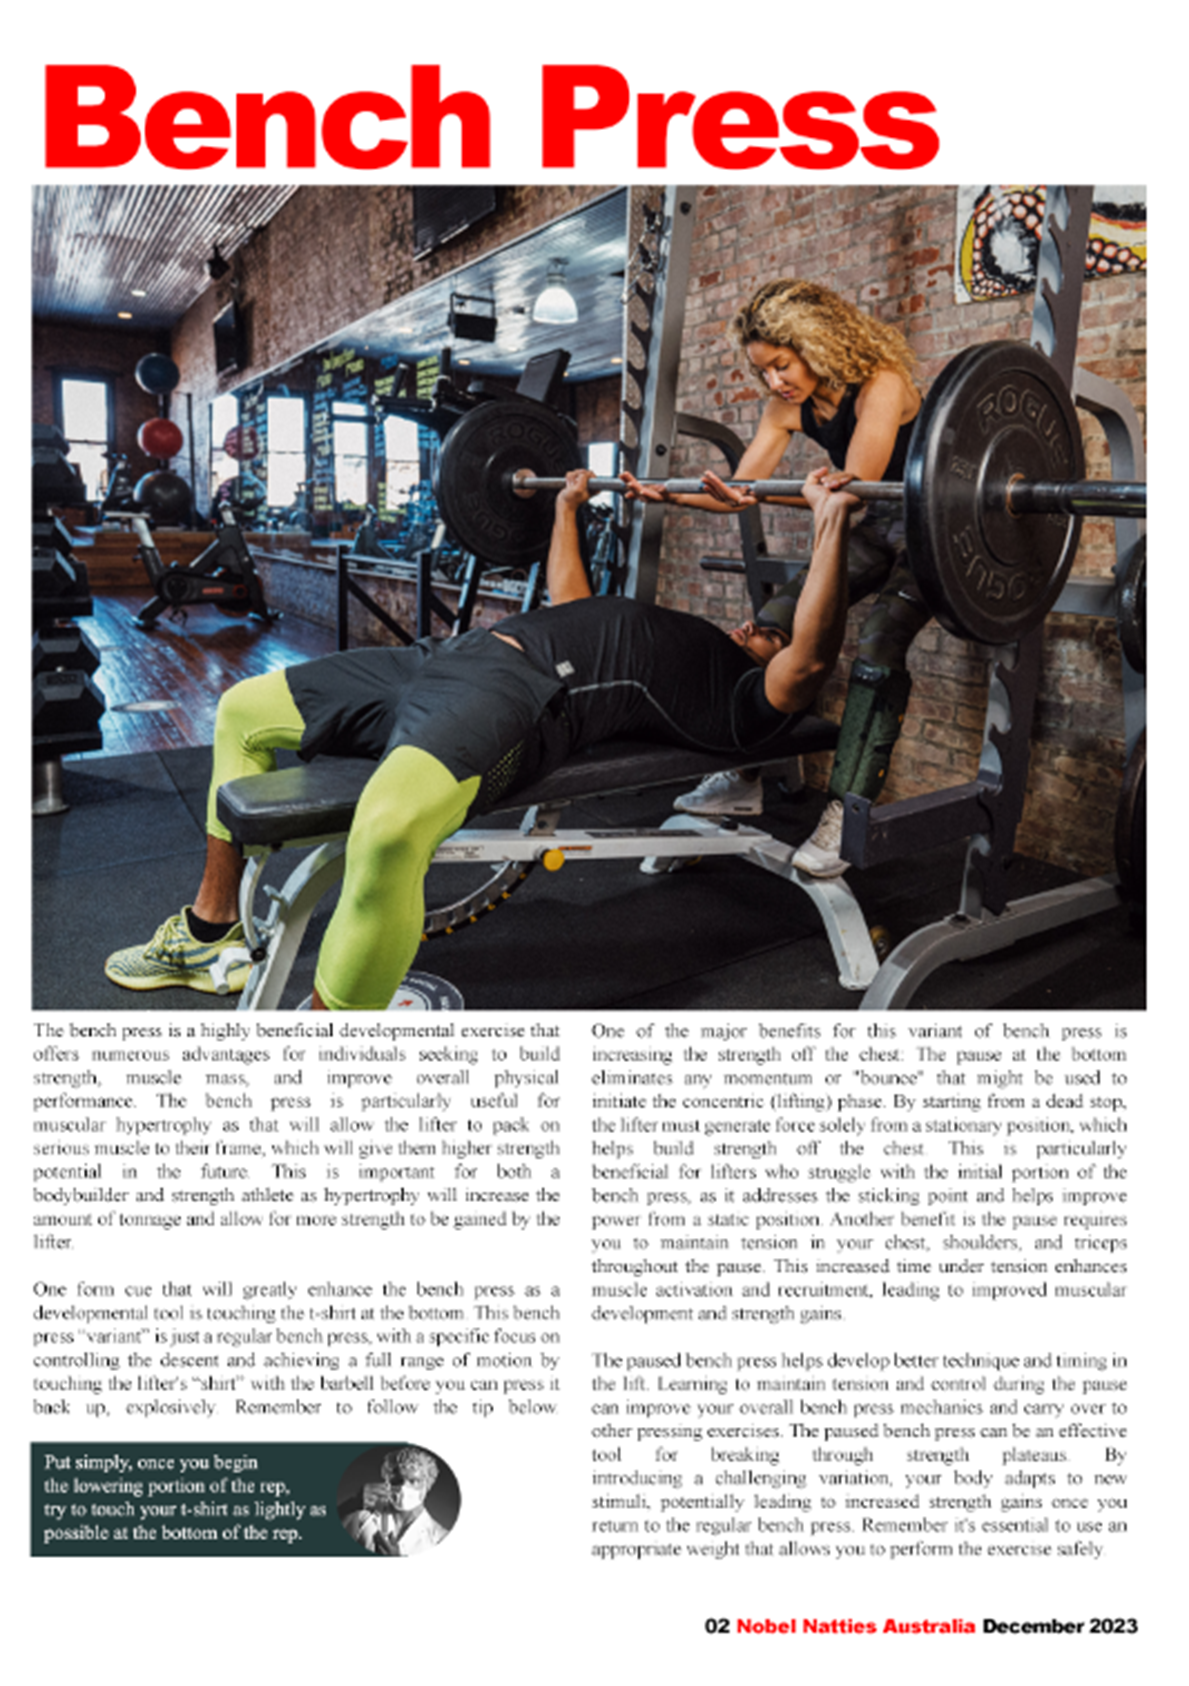 Bench Press
ROGUE
ROGUE
ROGUE
ROGUE
The bench press is a highly beneficial developmental exercise that
offers numerous advantages for individuals seeking to build
strength, muscle mass, and improve overall physical
performance. The bench press is particularly useful for
muscular hypertrophy as that will allow the lifter to pack on
serious muscle to their frame, which will give them higher strength
potential in the future. This is important for both a
bodybuilder and strength athlete as hypertrophy will increase the
amount of tonnage and allow for more strength to be gained by the
lifter.
One form cue that will greatly enhance the bench press as a
developmental tool is touching the t-shirt at the bottom. This bench
press “variant” is just a regular bench press, with a specific focus on
controlling the descent and achieving a full range of motion by
touching the lifter's “shirt” with the barbell before you can press it
back up, explosively. Remember to follow the tip below.
Put simply, once you begin
the lowering portion of the rep,
try to touch your t-shirt as lightly as
possible at the bottom of the rep.
One of the major benefits for this variant of bench press is
increasing the strength off the chest: The pause at the bottom
eliminates any momentum or "bounce" that might be used to
initiate the concentric (lifting) phase. By starting from a dead stop,
the lifter must generate force solely from a stationary position, which
helps build strength off the chest. This is particularly
beneficial for lifters who struggle with the initial portion of the
bench press, as it addresses the sticking point and helps improve
power from a static position. Another benefit is the pause requires
you to maintain tension in your chest, shoulders, and triceps
throughout the pause. This increased time under tension enhances
muscle activation and recruitment, leading to improved muscular
development and strength gains.
The paused bench press helps develop better technique and timing in
the lift. Learning to maintain tension and control during the pause
can improve your overall bench press mechanics and carry over to
other pressing exercises. The paused bench press can be an effective
tool for breaking through strength plateaus. By
introducing a challenging variation, your body adapts to new
stimuli, potentially leading to increased strength gains once you
return to the regular bench press. Remember it's essential to use an
appropriate weight that allows you to perform the exercise safely.
02 Nobel Natties Australia December 2023